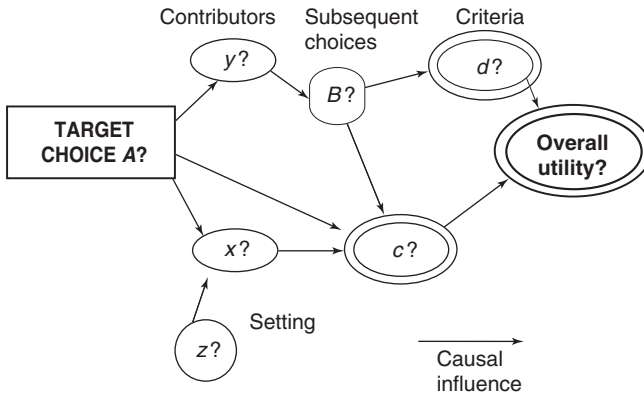 Contributors
Subsequent
choices
Criteria
y?
B?
d?
TARGET
CHOICE A?
Overall
utility?
x?
c?
Setting
z?
Causal
influence